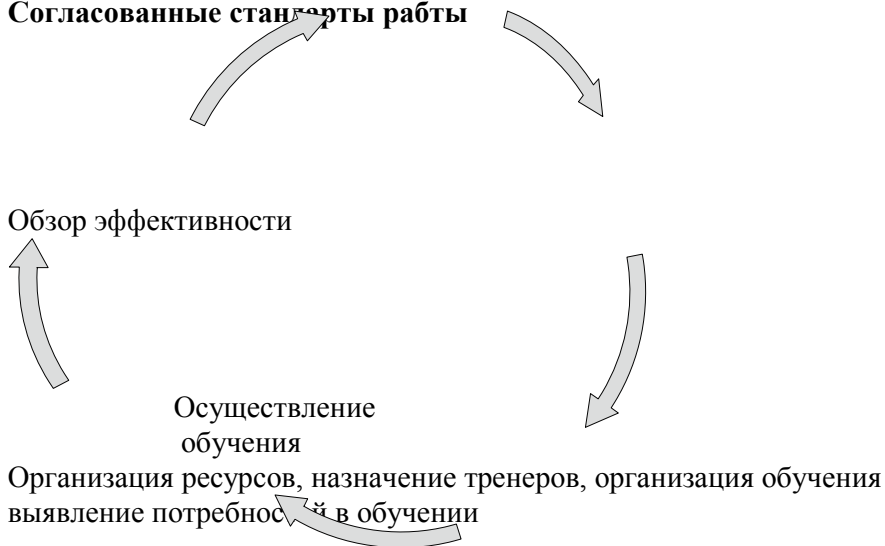 Согласованные стандарты рабты
Обзор эффективности
Осуществление
обучения
Организация ресурсов, назначение тренеров, организация обучения
выявление потребностей в обучении